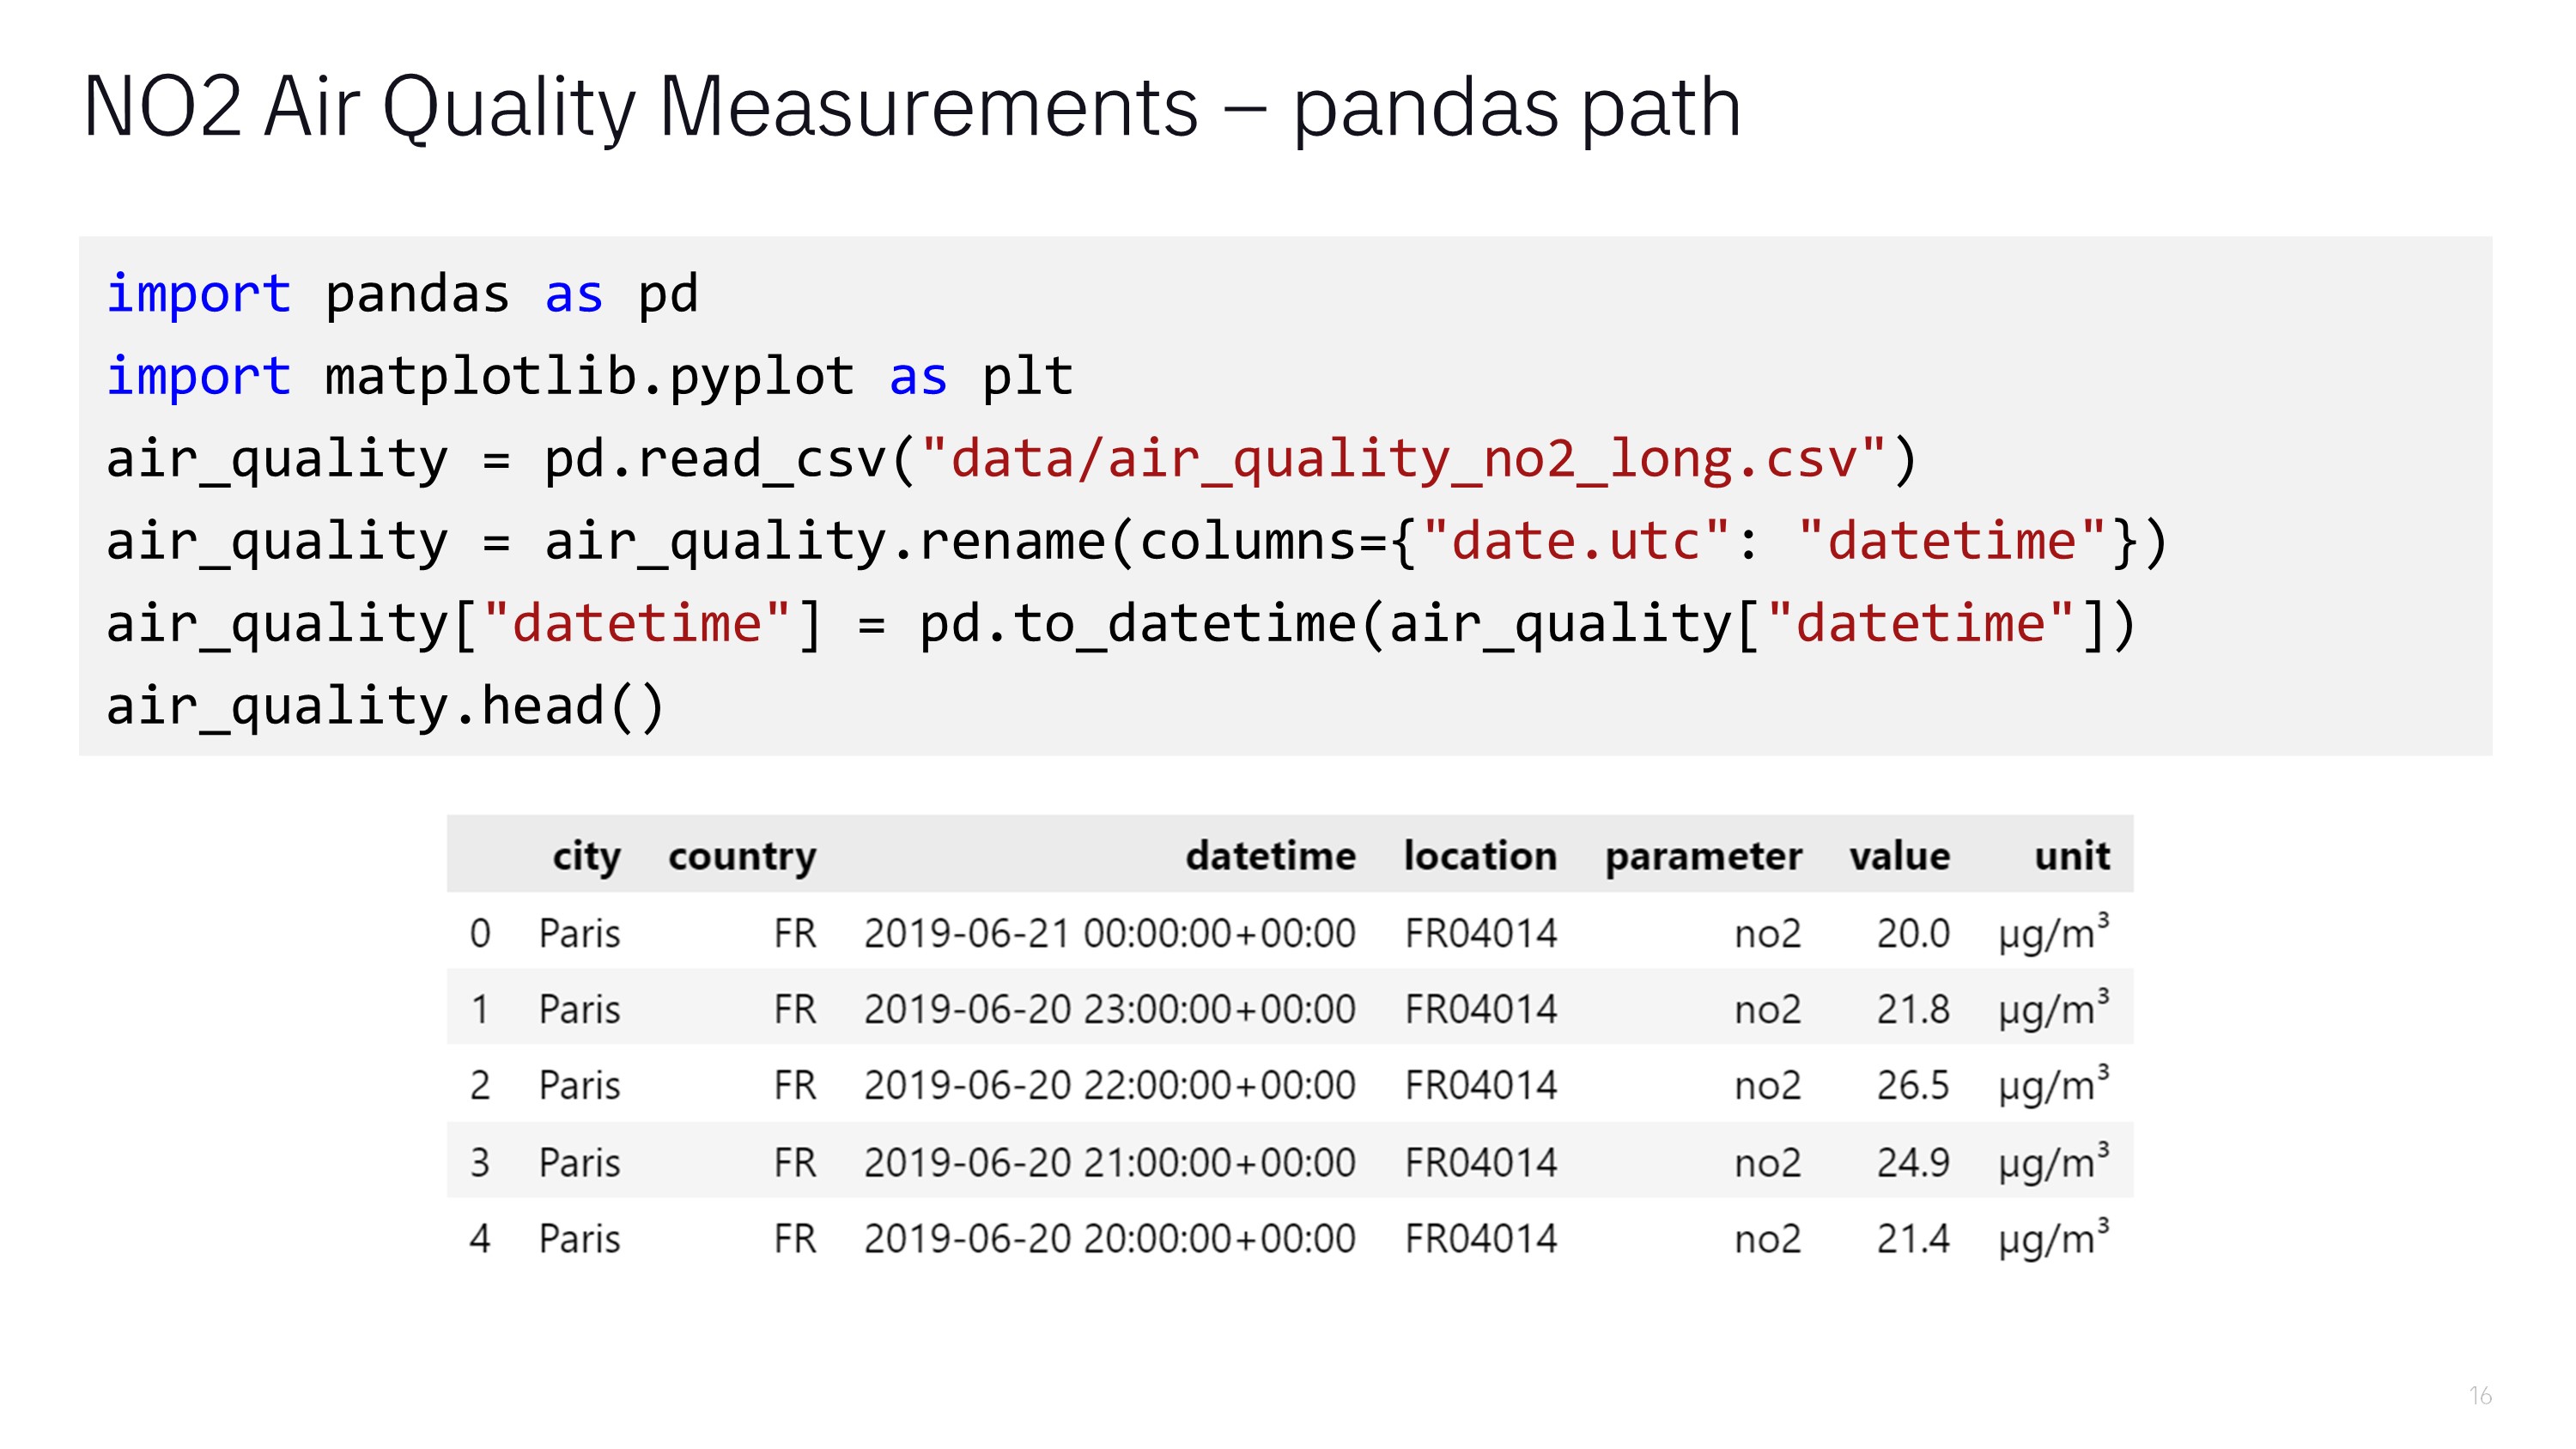 NO2 Air Quality Measurements – pandas path
import pandas as pd
import matplotlib.pyplot as plt
air_quality = pd.read_csv("data/air_quality_no2_long.csv")
air_quality = air_quality.rename(columns={"date.utc": "datetime"})
air_quality["datetime"] = pd.to_datetime(air_quality["datetime"])
air_quality.head()
city country datetime location parameter value unit
0 Paris FR 2019-06-21 00:00:00+00:00 FR04014 no2 20.0 µg/m³
1 Paris FR 2019-06-20 23:00:00+00:00 FR04014 no2 21.8 µg/m³
2 Paris FR 2019-06-20 22:00:00+00:00 FR04014 no2 26.5 µg/m³
3 Paris FR 2019-06-20 21:00:00+00:00 FR04014 no2 24.9 µg/m³
4 Paris FR 2019-06-20 20:00:00+00:00 FR04014 no2 21.4 µg/m³
16